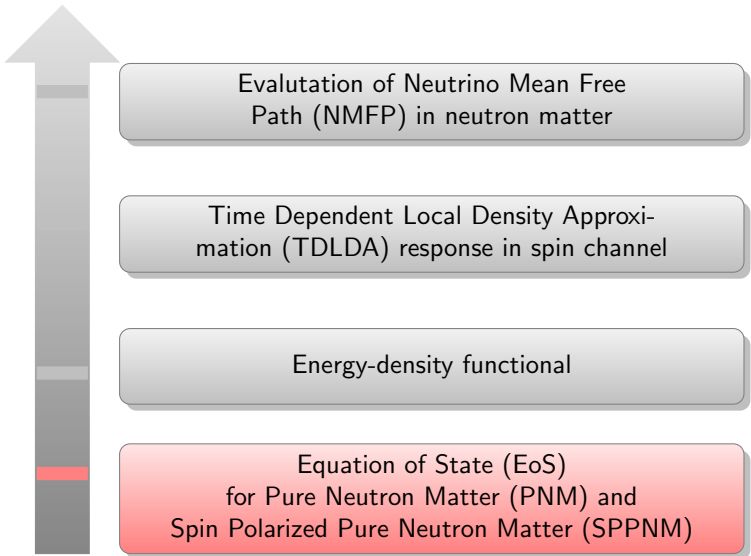 Evalutation of Neutrino Mean Free
Path (NMFP) in neutron matter
Time Dependent Local Density Approxi-
mation (TDLDA) response in spin channel
Energy-density functional
Equation of State (EoS)
for Pure Neutron Matter (PNM) and
Spin Polarized Pure Neutron Matter (SPPNM)